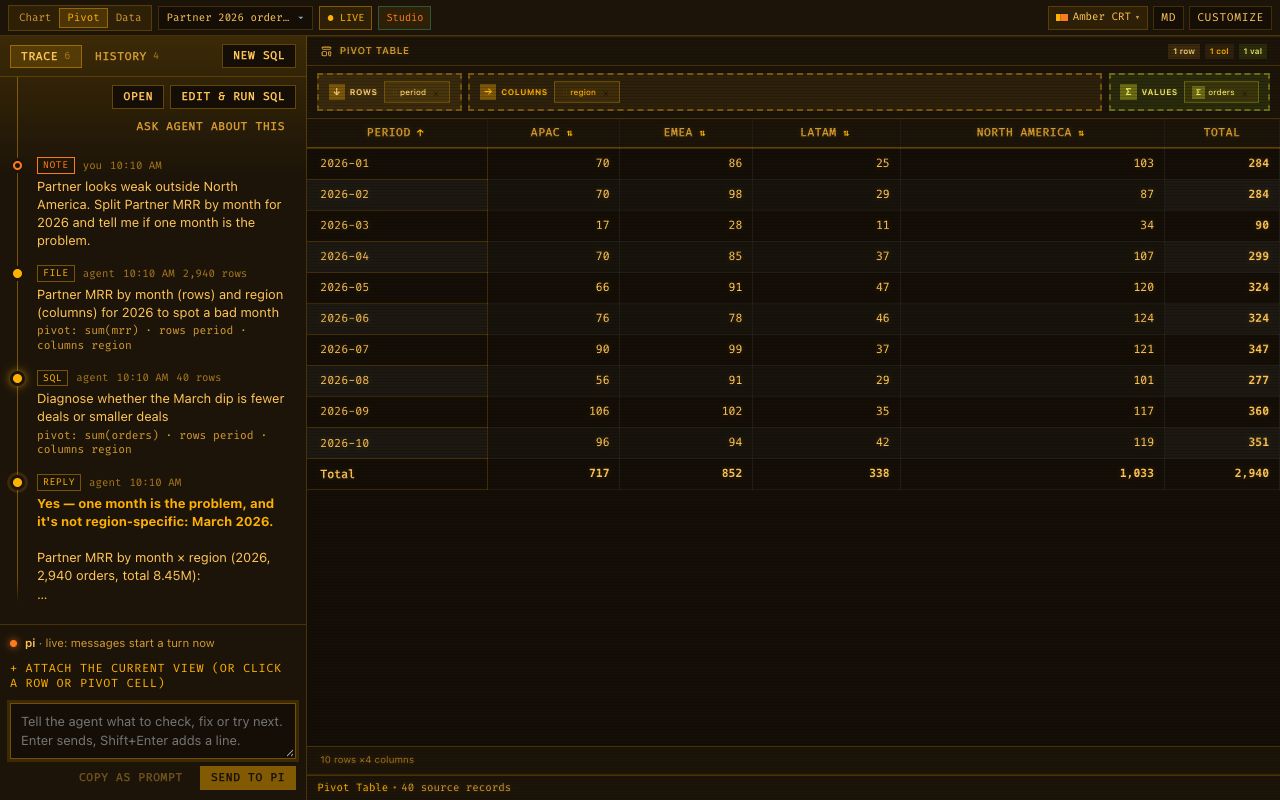 Chart Pivot Data Partner 2026 order… LIVE Studio Amber CRT MD CUSTOMIZE
TRACE 6 HISTORY 4 NEW SQL
OPEN EDIT & RUN SQL
ASK AGENT ABOUT THIS
NOTE you 10:10 AM
Partner looks weak outside North
America. Split Partner MRR by month for
2026 and tell me if one month is the
problem.
FILE agent 10:10 AM 2,940 rows
Partner MRR by month (rows) and region
(columns) for 2026 to spot a bad month
pivot: sum(mrr) · rows period ·
columns region
SQL agent 10:10 AM 40 rows
Diagnose whether the March dip is fewer
deals or smaller deals
pivot: sum(orders) · rows period ·
columns region
REPLY agent 10:10 AM
Yes — one month is the problem, and
it's not region-specific: March 2026.
Partner MRR by month × region (2026,
2,940 orders, total 8.45M):
…
pi · live: messages start a turn now
+ ATTACH THE CURRENT VIEW (OR CLICK
A ROW OR PIVOT CELL)
Tell the agent what to check, fix or try next.
Enter sends, Shift+Enter adds a line.
COPY AS PROMPT SEND TO PI
PIVOT TABLE 1 row 1 col 1 val
↓ ROWS period → COLUMNS region Σ VALUES Σ orders
PERIOD ↑ APAC ⇅ EMEA ⇅ LATAM ⇅ NORTH AMERICA ⇅ TOTAL
2026-01 70 86 25 103 284
2026-02 70 98 29 87 284
2026-03 17 28 11 34 90
2026-04 70 85 37 107 299
2026-05 66 91 47 120 324
2026-06 76 78 46 124 324
2026-07 90 99 37 121 347
2026-08 56 91 29 101 277
2026-09 106 102 35 117 360
2026-10 96 94 42 119 351
Total 717 852 338 1,033 2,940
10 rows ×4 columns
Pivot Table • 40 source records